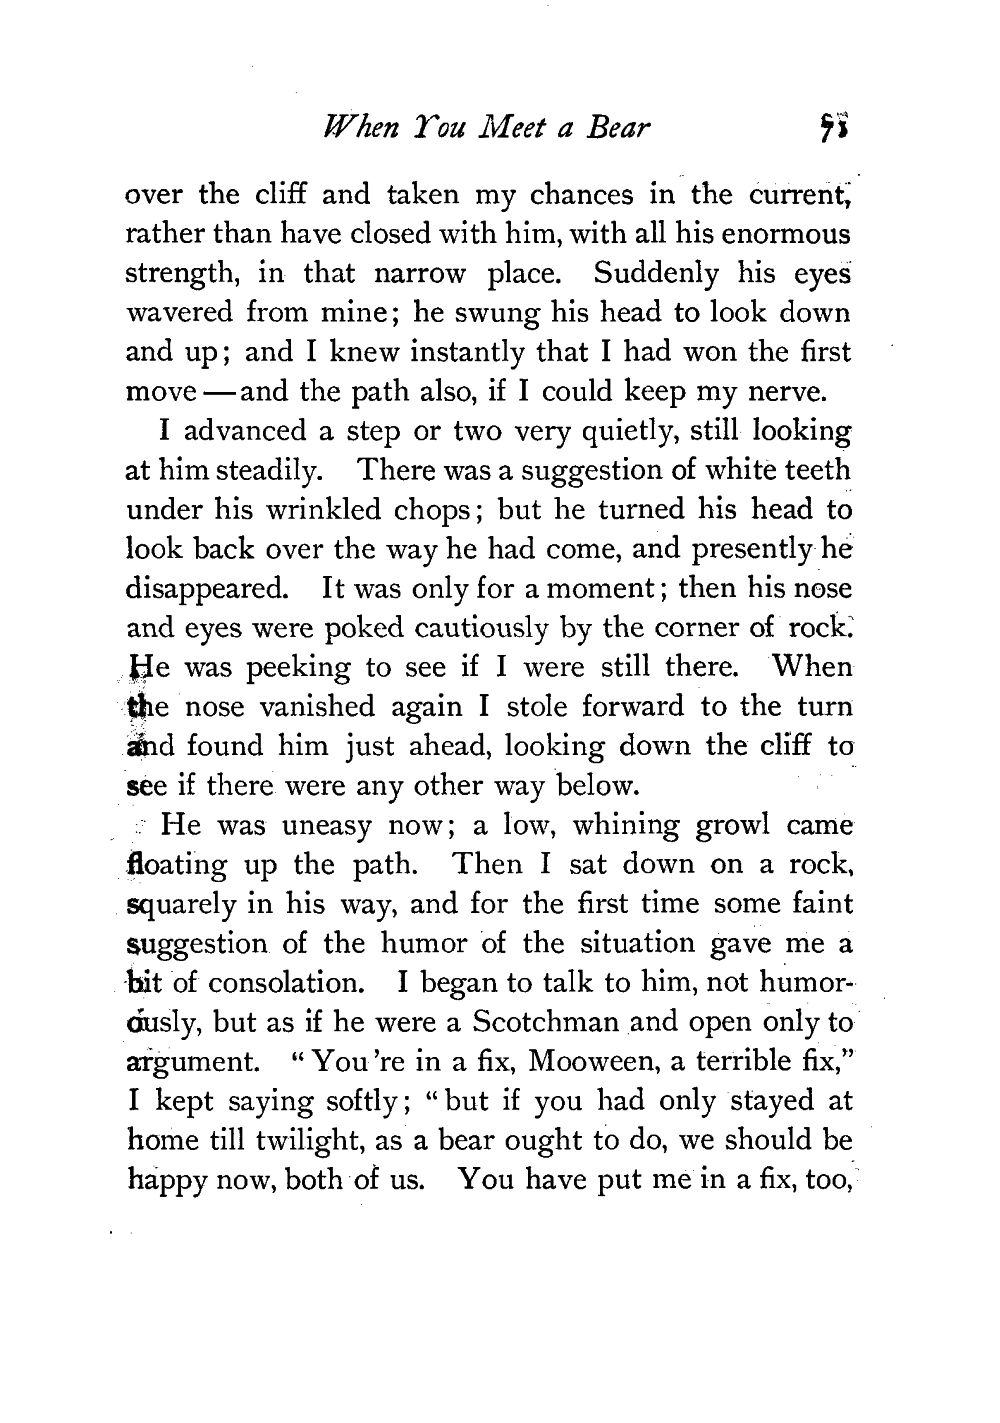 When You Meet a Bear
over the cliff and taken my chances in the current,
rather than have closed with him, with all his enormous
strength, in that narrow place. Suddenly his eyes
wavered from mine; he swung his head to look down
and up; and I knew instantly that I had won the first
move — and the path also, if I could keep my nerve.
I advanced a step or two very quietly, still looking
at him steadily. There was a suggestion of white teeth
under his wrinkled chops; but he turned his head to
look back over the way he had come, and presently he
disappeared. It was only for a moment; then his nose
and eyes were poked cautiously by the corner of rock.
He was peeking to see if I were still there. When
the nose vanished again I stole forward to the turn
and found him just ahead, looking down the cliff to
see if there were any other way below.
He was uneasy now; a low, whining growl came
floating up the path. Then I sat down on a rock,
squarely in his way, and for the first time some faint
suggestion of the humor of the situation gave me a
bit of consolation. I began to talk to him, not humor-
ously, but as if he were a Scotchman and open only to
argument. “You’re in a fix, Mooween, a terrible fix,”
I kept saying softly; “but if you had only stayed at
home till twilight, as a bear ought to do, we should be
happy now, both of us. You have put me in a fix, too,